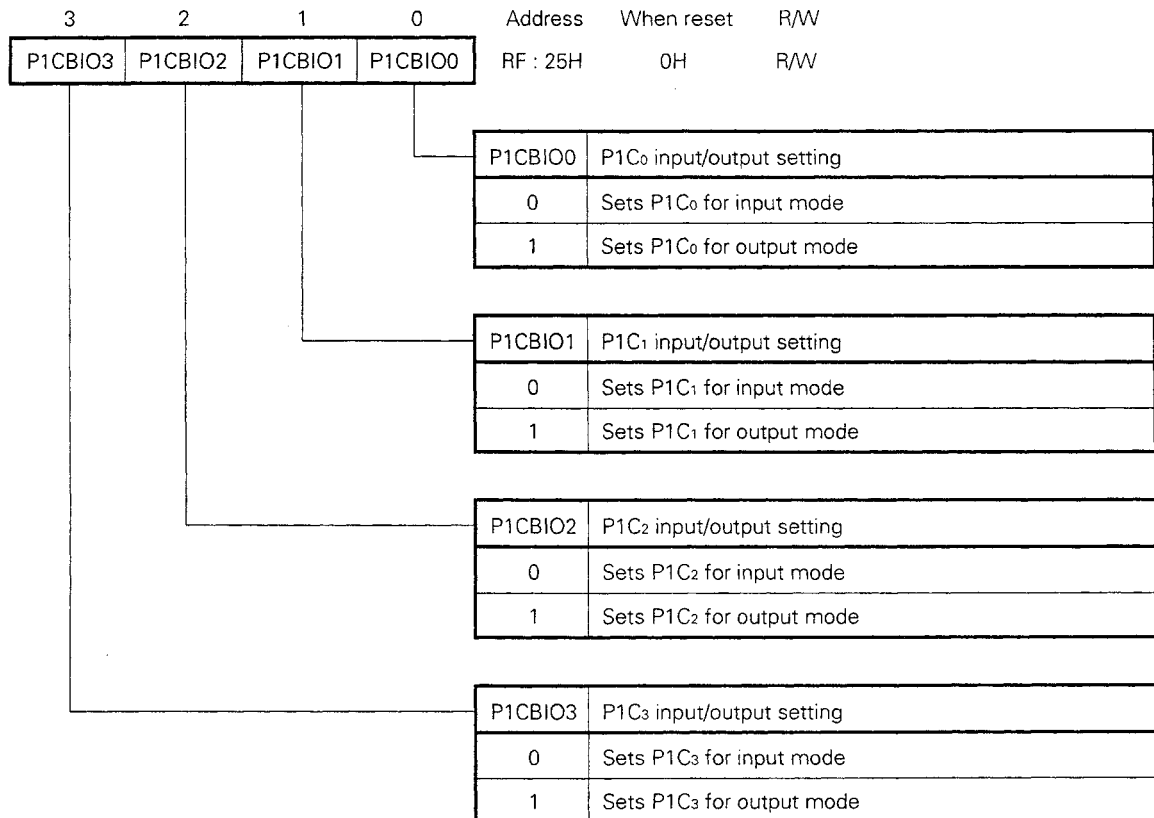 3 2 1 0 Address When reset R/W
P1CBIO3 P1CBIO2 P1CBIO1 P1CBIO0 RF : 25H 0H R/W
P1CBIO0 P1C₀ input/output setting
0 Sets P1C₀ for input mode
1 Sets P1C₀ for output mode
P1CBIO1 P1C₁ input/output setting
0 Sets P1C₁ for input mode
1 Sets P1C₁ for output mode
P1CBIO2 P1C₂ input/output setting
0 Sets P1C₂ for input mode
1 Sets P1C₂ for output mode
P1CBIO3 P1C₃ input/output setting
0 Sets P1C₃ for input mode
1 Sets P1C₃ for output mode